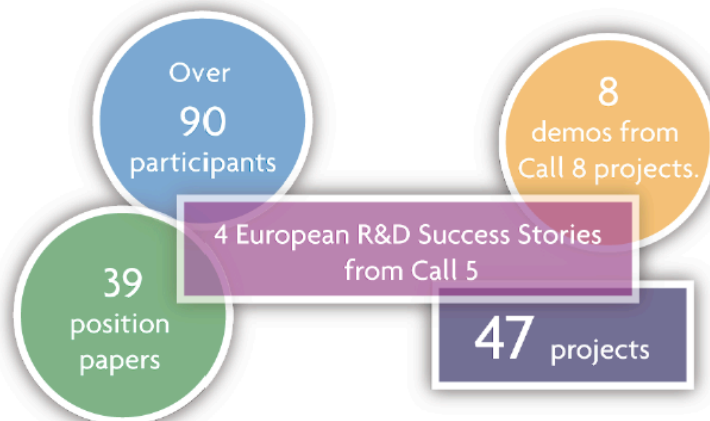 Over
90
participants
8
demos from
Call 8 projects.
4 European R&D Success Stories
from Call 5
39
position
papers
47 projects